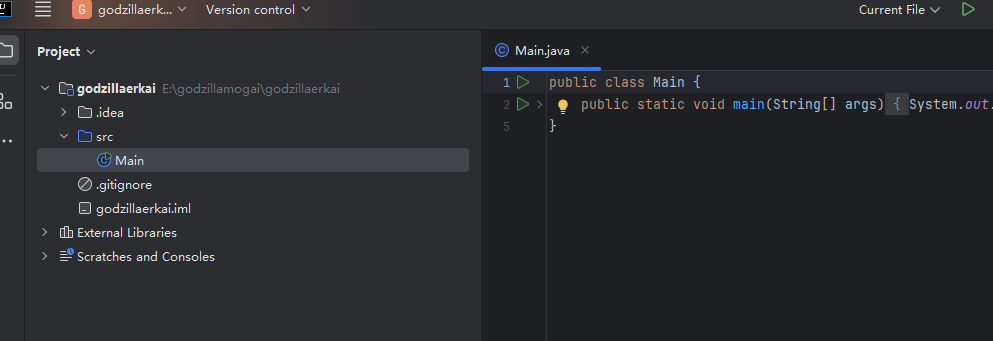 G godzillaerk... Version control Current File
Project
Main.java
godzillaerkai E:\godzillamogai\godzillaerkai
.idea
src
Main
.gitignore
godzillaerkai.iml
External Libraries
Scratches and Consoles
1 public class Main {
2 public static void main(String[] args) { System.out.
5 }